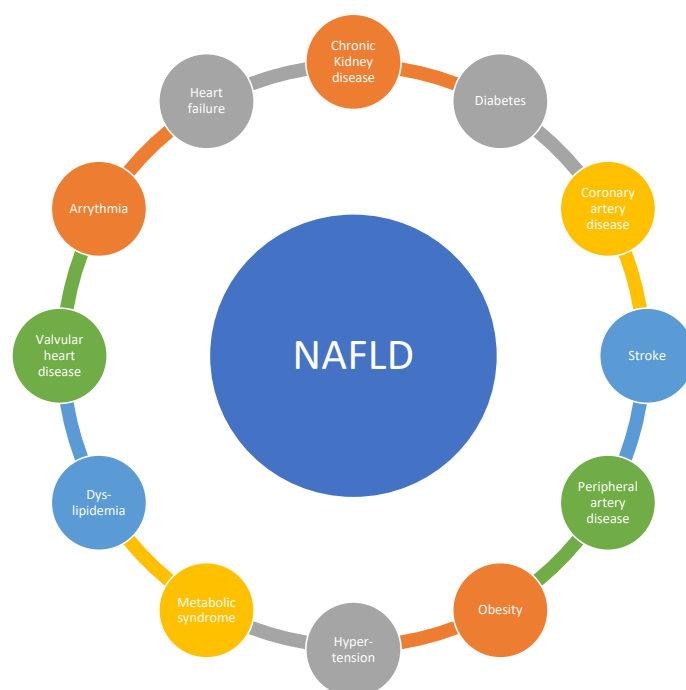 Chronic
Kidney
disease
Diabetes
Coronary
artery
disease
Stroke
Peripheral
artery
disease
Obesity
Hyper-
tension
Metabolic
syndrome
Dys-
lipidemia
Valvular
heart
disease
Arrythmia
Heart
failure
NAFLD